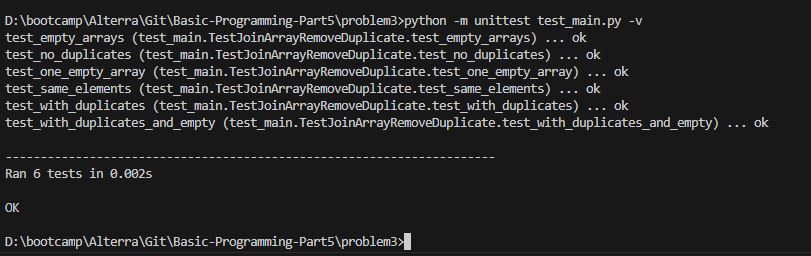 D:\bootcamp\Alterra\Git\Basic-Programming-Part5\problem3>python -m unittest test_main.py -v
test_empty_arrays (test_main.TestJoinArrayRemoveDuplicate.test_empty_arrays) ... ok
test_no_duplicates (test_main.TestJoinArrayRemoveDuplicate.test_no_duplicates) ... ok
test_one_empty_array (test_main.TestJoinArrayRemoveDuplicate.test_one_empty_array) ... ok
test_same_elements (test_main.TestJoinArrayRemoveDuplicate.test_same_elements) ... ok
test_with_duplicates (test_main.TestJoinArrayRemoveDuplicate.test_with_duplicates) ... ok
test_with_duplicates_and_empty (test_main.TestJoinArrayRemoveDuplicate.test_with_duplicates_and_empty) ... ok
----------------------------------------------------------------------
Ran 6 tests in 0.002s
OK
D:\bootcamp\Alterra\Git\Basic-Programming-Part5\problem3>